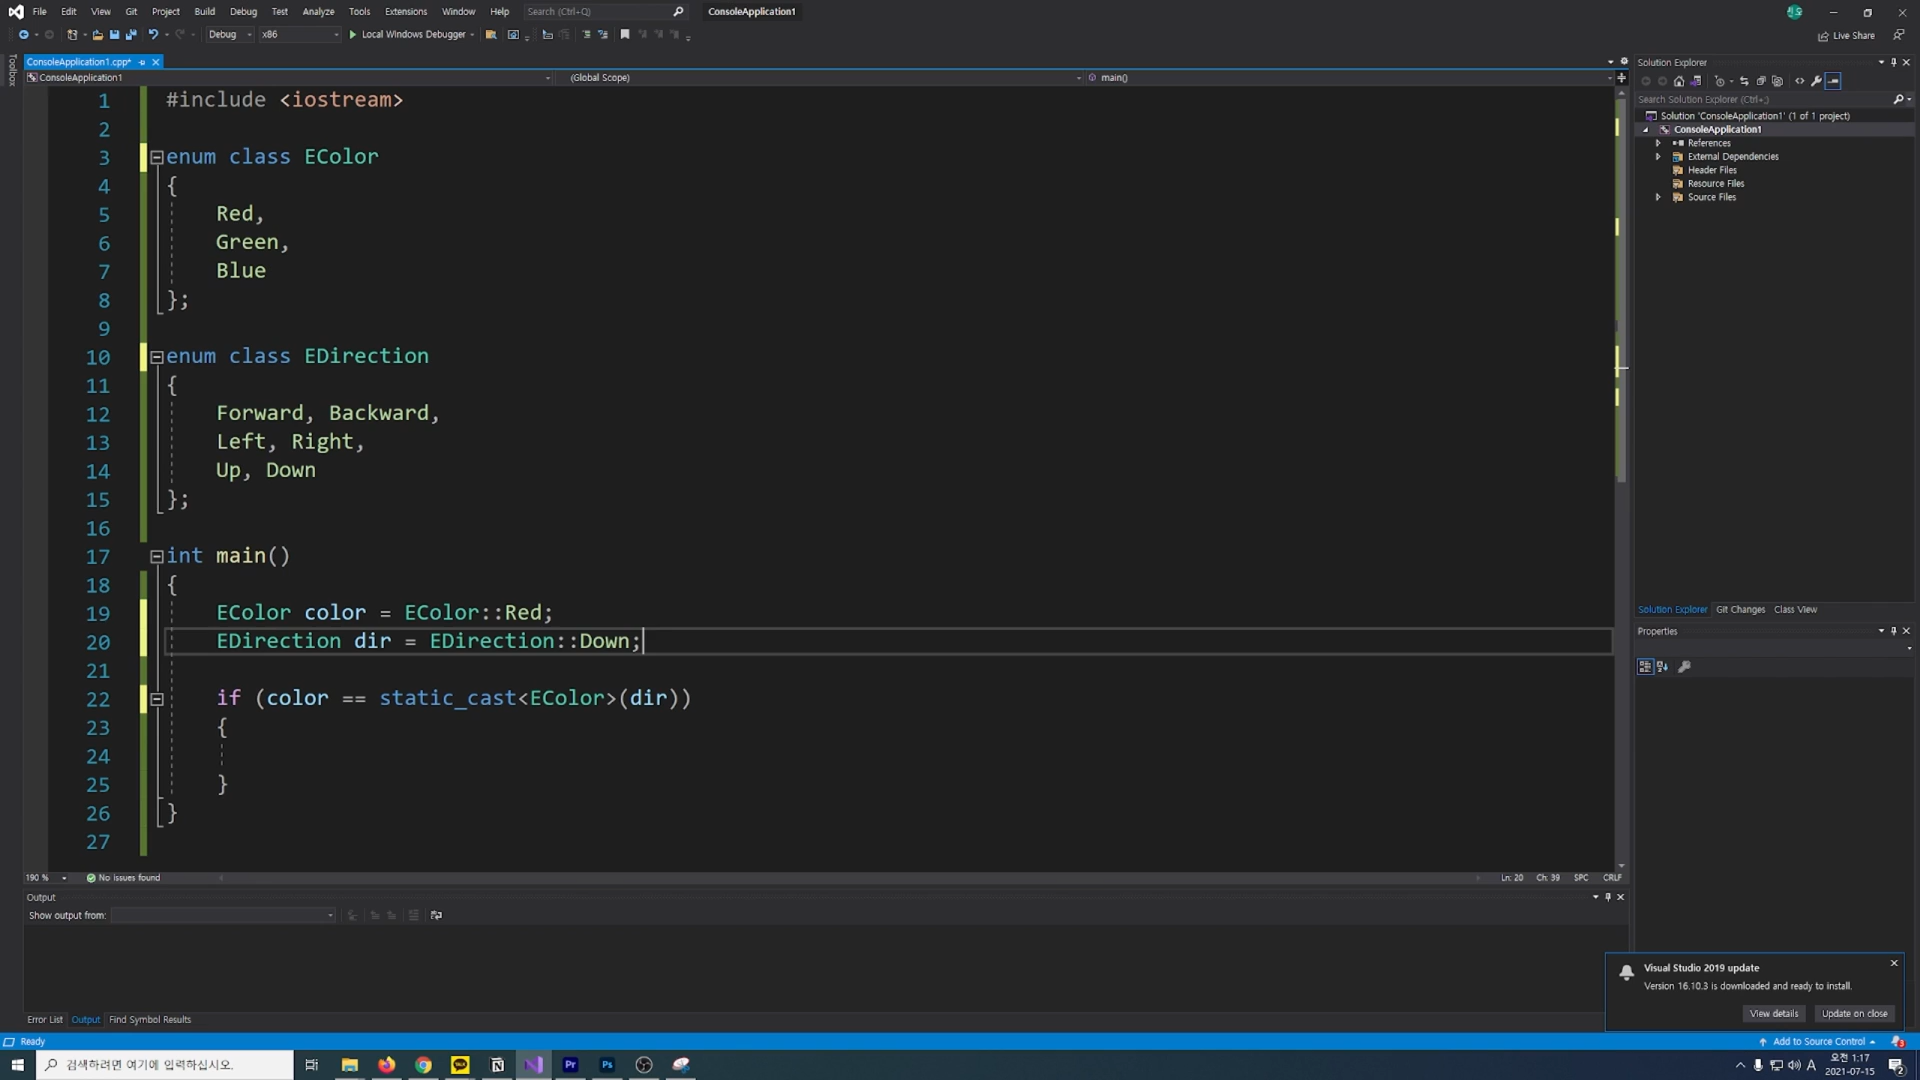 File Edit View Git Project Build Debug Test Analyze Tools Extensions Window Help Search (Ctrl+Q) ConsoleApplication1 진오
Debug x86 Local Windows Debugger Live Share
Toolbox
ConsoleApplication1.cpp*
ConsoleApplication1 (Global Scope) main()
1 #include <iostream>
2
3 enum class EColor
4 {
5 Red,
6 Green,
7 Blue
8 };
9
10 enum class EDirection
11 {
12 Forward, Backward,
13 Left, Right,
14 Up, Down
15 };
16
17 int main()
18 {
19 EColor color = EColor::Red;
20 EDirection dir = EDirection::Down;
21
22 if (color == static_cast<EColor>(dir))
23 {
24
25 }
26 }
27
190 % No issues found Ln: 20 Ch: 39 SPC CRLF
Solution Explorer
Search Solution Explorer (Ctrl+;)
Solution 'ConsoleApplication1' (1 of 1 project)
ConsoleApplication1
References
External Dependencies
Header Files
Resource Files
Source Files
Solution Explorer Git Changes Class View
Properties
Output
Show output from:
Error List Output Find Symbol Results
Visual Studio 2019 update
Version 16.10.3 is downloaded and ready to install.
View details Update on close
Ready Add to Source Control
검색하려면 여기에 입력하십시오.
TALK N Pr Ps
A 오전 1:17
2021-07-15 2